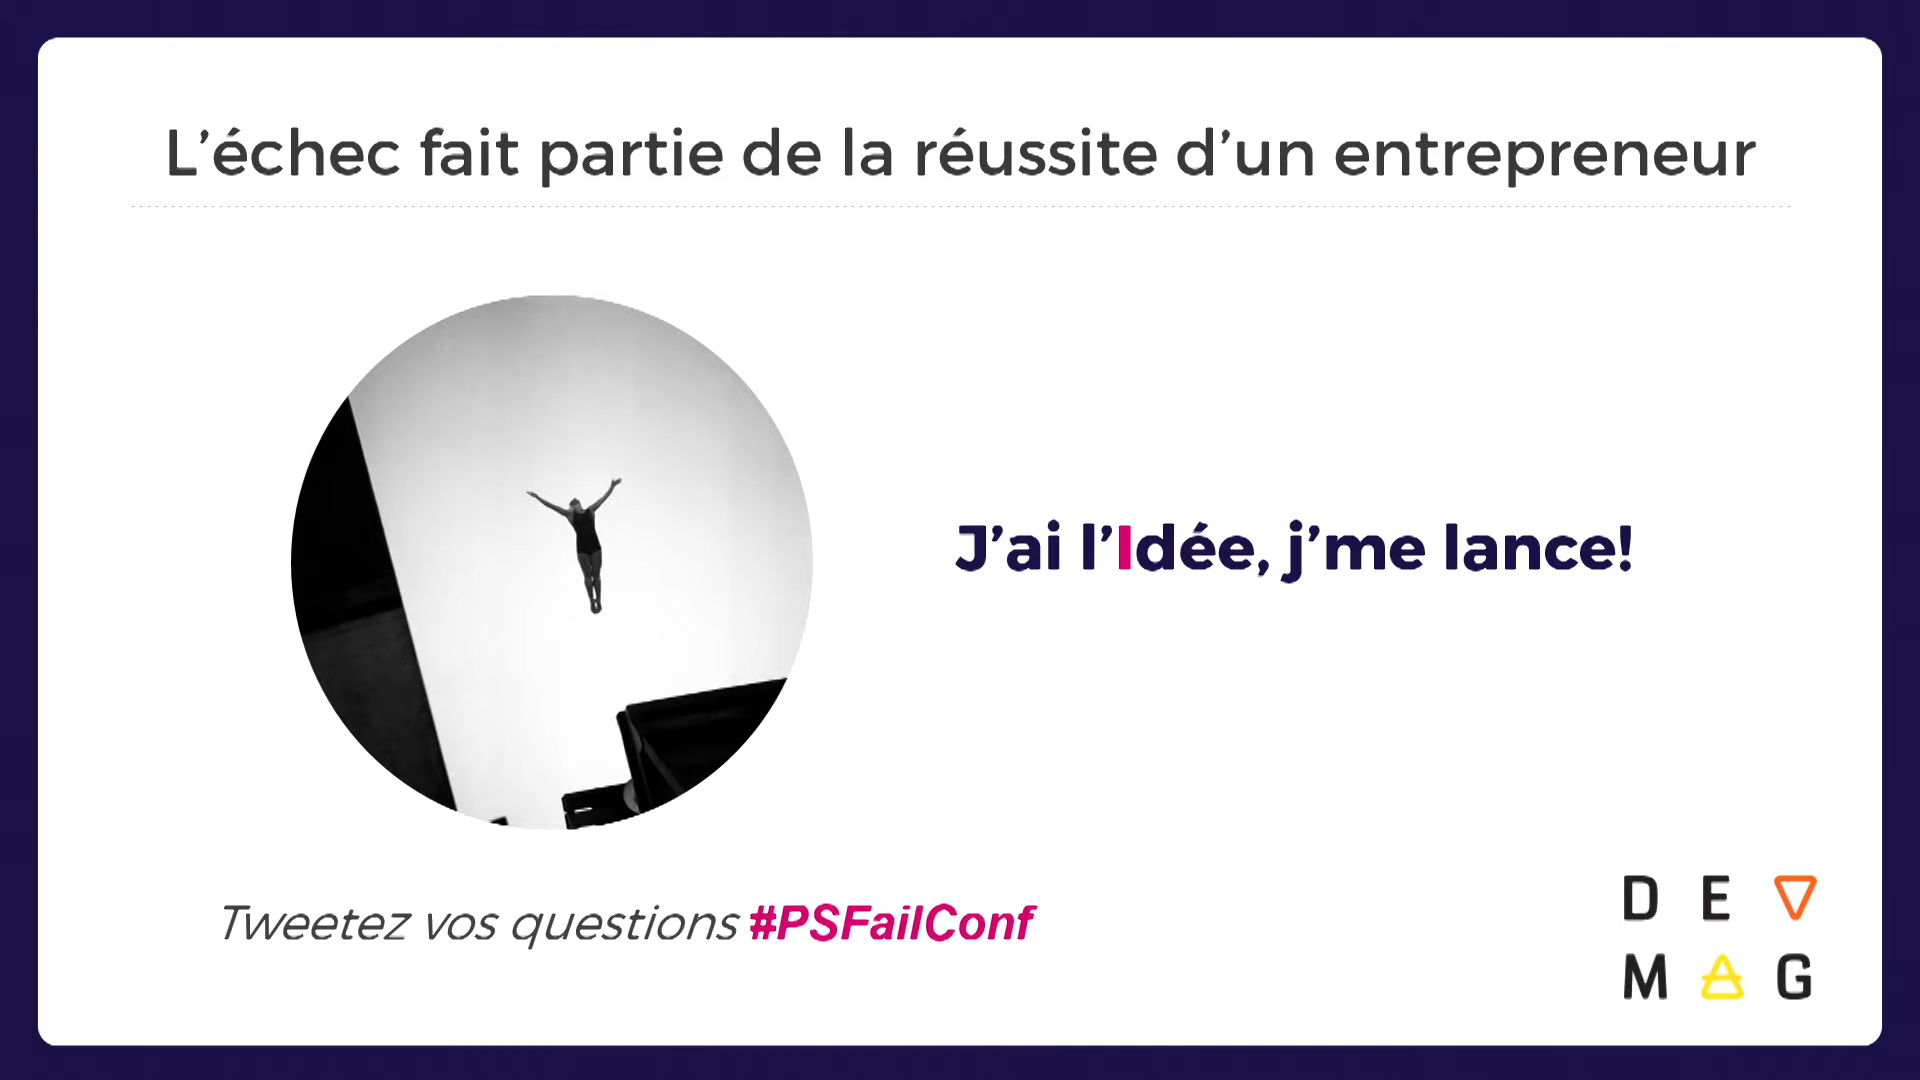 L’échec fait partie de la réussite d’un entrepreneur
J’ai l’Idée, j’me lance!
Tweetez vos questions #PSFailConf
D E V
M A G